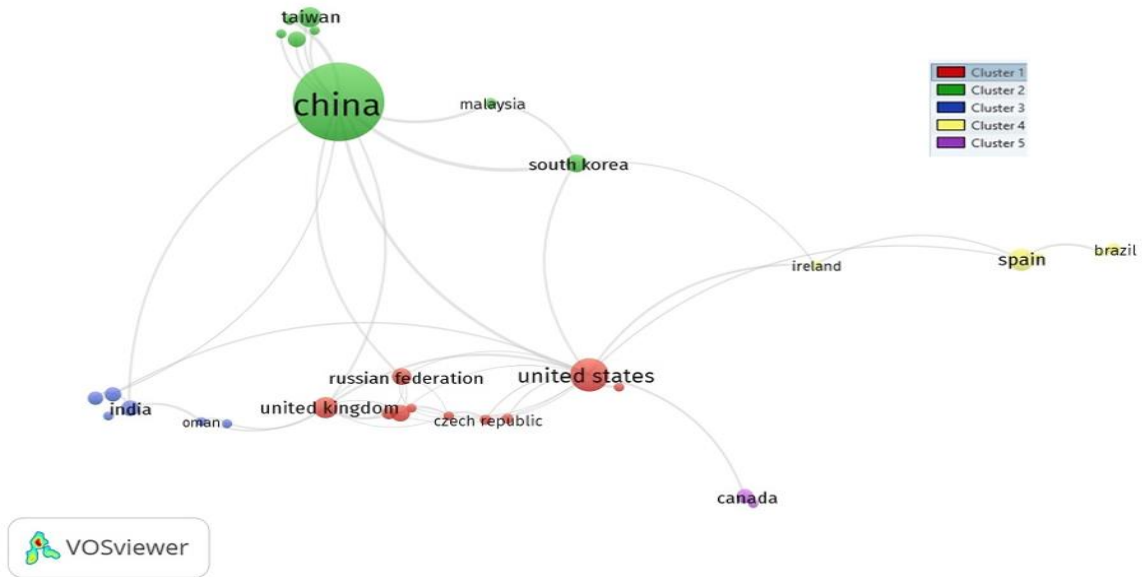 taiwan
china
Cluster 1
Cluster 2
Cluster 3
Cluster 4
Cluster 5
malaysia
south korea
brazil
spain
ireland
russian federation
united states
india
united kingdom
oman
czech republic
canada
VOSviewer